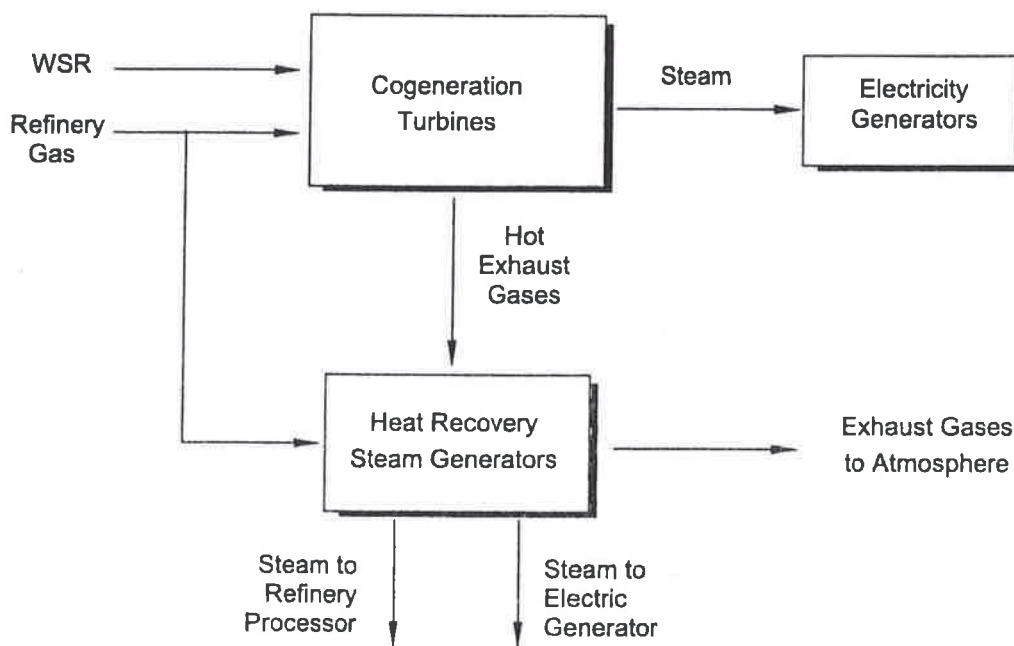 WSR
Refinery
Gas
Cogeneration
Turbines
Steam
Electricity
Generators
Hot
Exhaust
Gases
Heat Recovery
Steam Generators
Exhaust Gases
to Atmosphere
Steam to
Refinery
Processor
Steam to
Electric
Generator